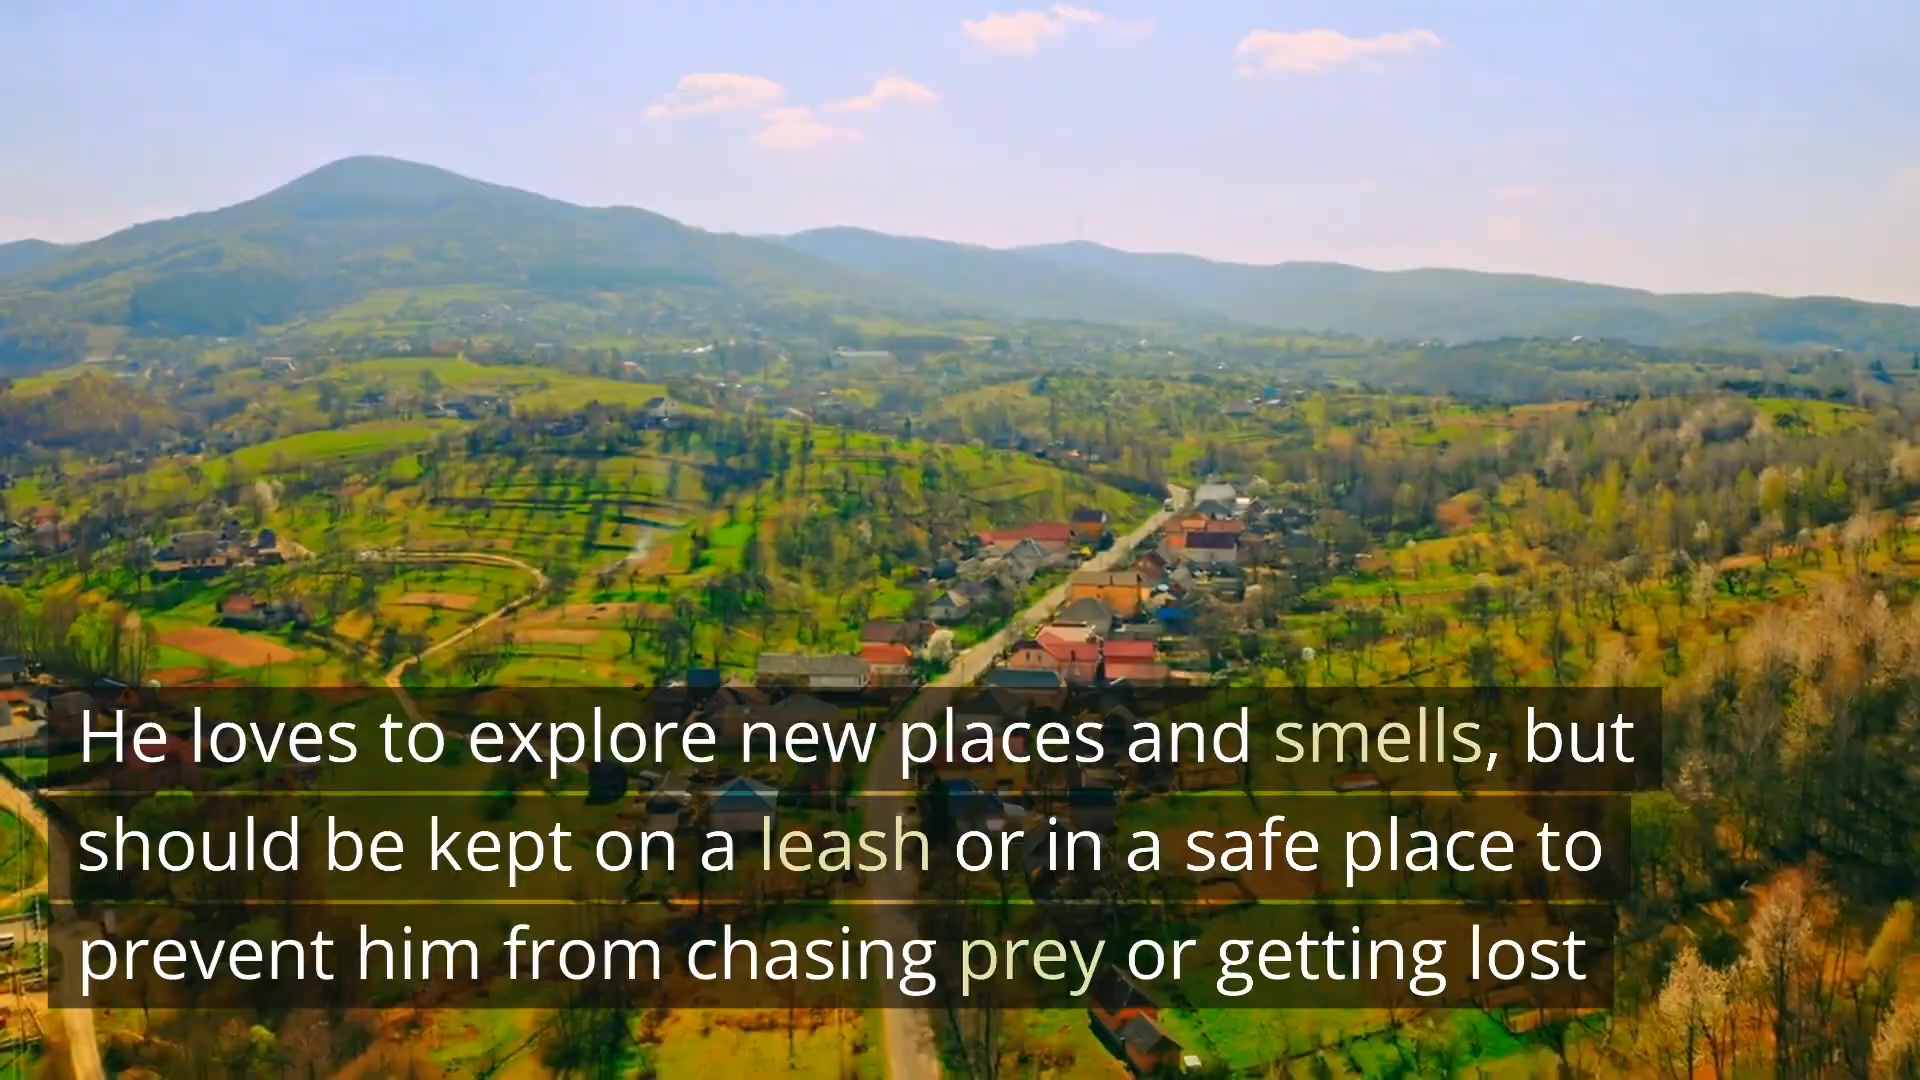 He loves to explore new places and smells, but
should be kept on a leash or in a safe place to
prevent him from chasing prey or getting lost